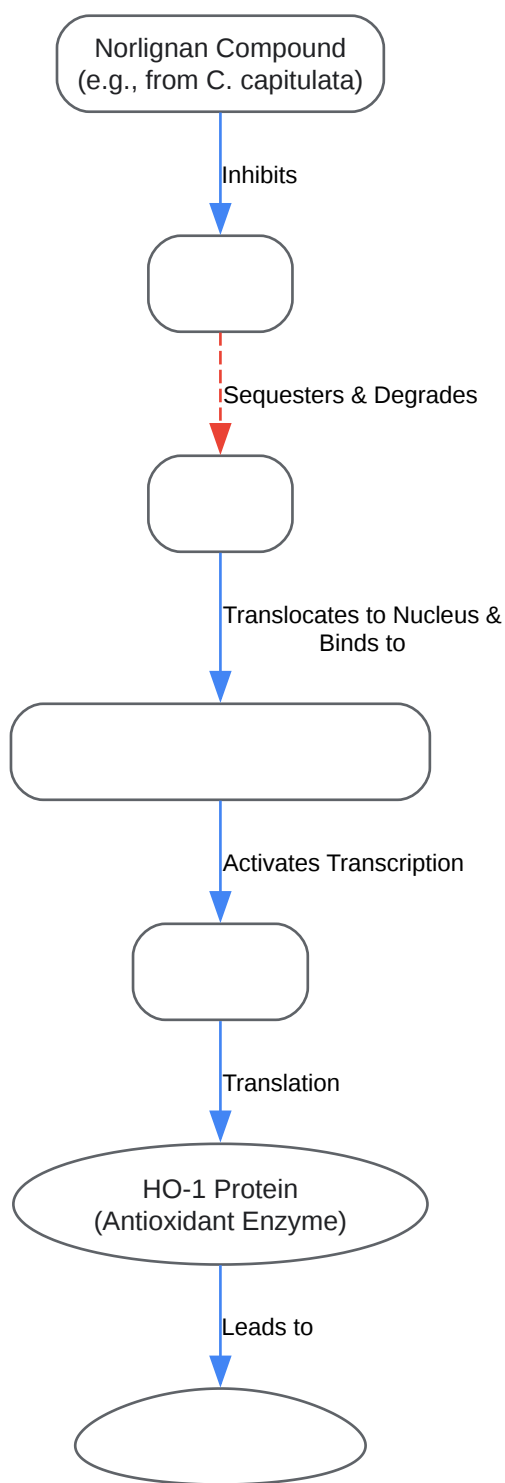 Norlignan Compound
(e.g., from C. capitulata)
Inhibits
Sequesters & Degrades
Translocates to Nucleus &
Binds to
Activates Transcription
Translation
HO-1 Protein
(Antioxidant Enzyme)
Leads to